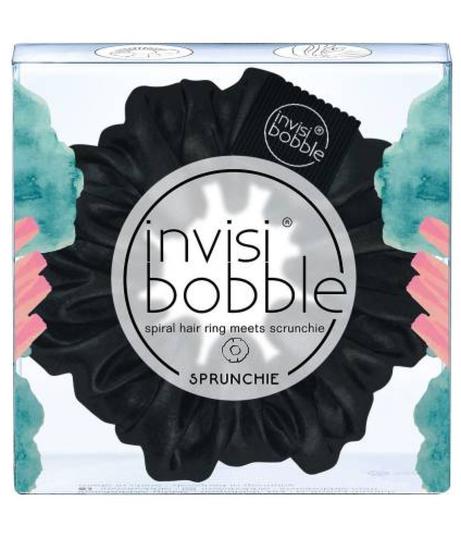 invisi®
bobble
invisi®
bobble
spiral hair ring meets scrunchie
SPRUNCHIE